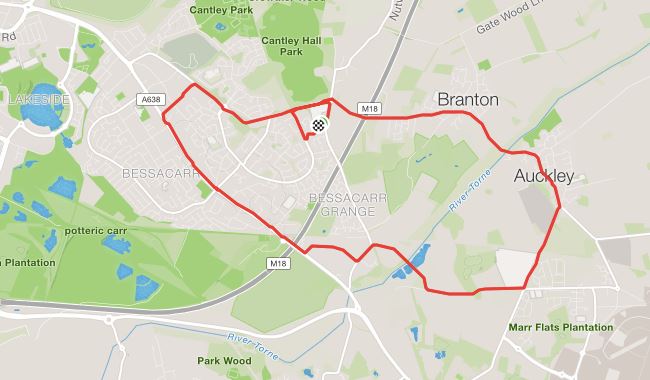 Cantley Park
Nutw
Gate Wood Ln
Rd
Cantley Hall
Park
LAKESIDE
A638
M18
Branton
BESSACARR
Auckley
River-Torne
BESSACARR
GRANGE
potteric carr
n Plantation
M18
Marr Flats Plantation
River-Torne
Park Wood